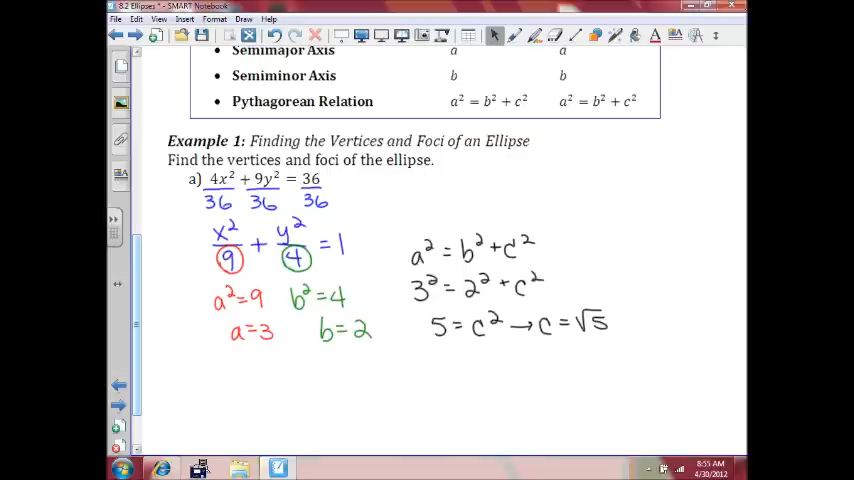 8.2 Ellipses * - SMART Notebook
File Edit View Insert Format Draw Help
• Semimajor Axis a a
• Semiminor Axis b b
• Pythagorean Relation a² = b² + c² a² = b² + c²
Example 1: Finding the Vertices and Foci of an Ellipse
Find the vertices and foci of the ellipse.
a) 4x² + 9y² = 36
36 36 36
x²/9 + y²/4 = 1
a² = b² + c²
3² = 2² + c²
a²=9 b²=4
5 = c² → c = √5
a=3 b=2
8:55 AM
4/30/2012